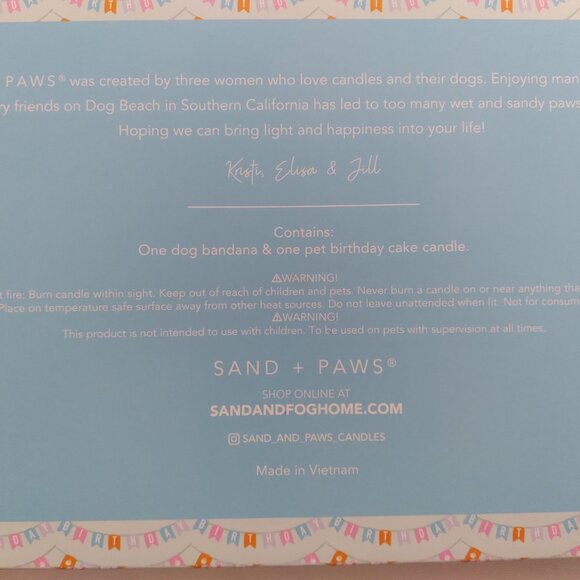 PAWS® was created by three women who love candles and their dogs. Enjoying man
ry friends on Dog Beach in Southern California has led to too many wet and sandy paws
Hoping we can bring light and happiness into your life!
Kristi, Elisa & Jill
Contains:
One dog bandana & one pet birthday cake candle.
⚠WARNING!
t fire: Burn candle within sight. Keep out of reach of children and pets. Never burn a candle on or near anything tha
Place on temperature safe surface away from other heat sources. Do not leave unattended when lit. Not for consum
⚠WARNING!
This product is not intended to use with children. To be used on pets with supervision at all times.
SAND + PAWS®
SHOP ONLINE AT
SANDANDFOGHOME.COM
SAND_AND_PAWS_CANDLES
Made in Vietnam
BIRTHDAY BIRTHDAY BIRTHDAY BIRTHDAY